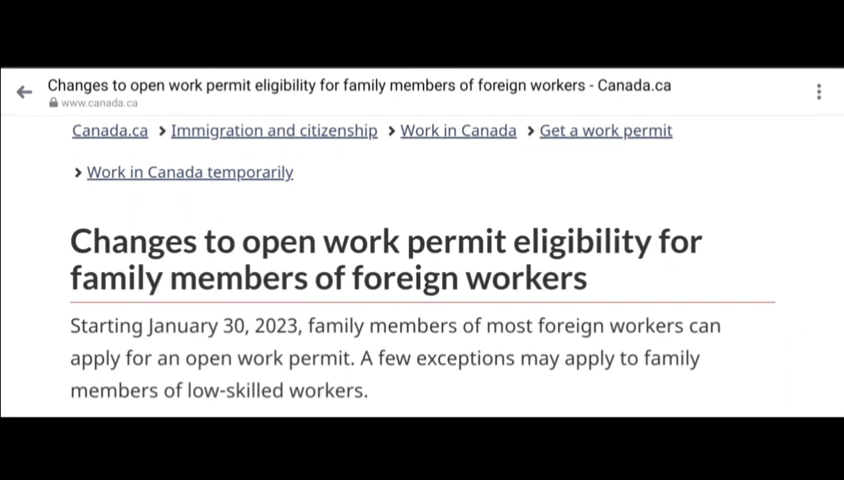 Changes to open work permit eligibility for family members of foreign workers - Canada.ca
www.canada.ca
Canada.ca > Immigration and citizenship > Work in Canada > Get a work permit
> Work in Canada temporarily
Changes to open work permit eligibility for
family members of foreign workers
Starting January 30, 2023, family members of most foreign workers can
apply for an open work permit. A few exceptions may apply to family
members of low-skilled workers.